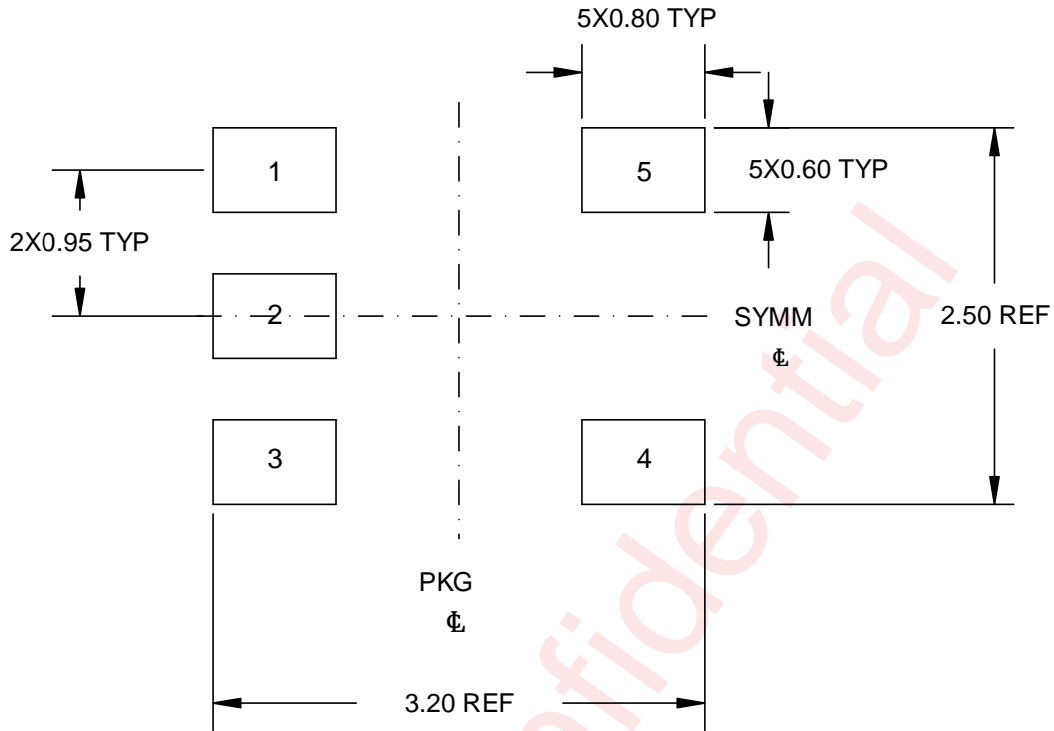 5X0.80 TYP
1
5
5X0.60 TYP
2X0.95 TYP
2
SYMM
℄
2.50 REF
3
4
PKG
℄
3.20 REF